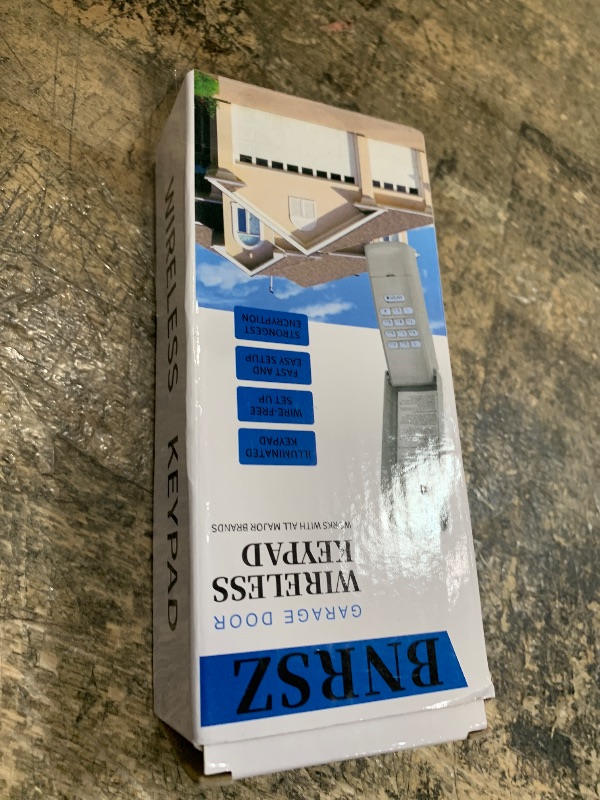 BNRSZ
GARAGE DOOR
WIRELESS
KEYPAD
WORKS WITH ALL MAJOR BRANDS
ILLUMINATED
KEYPAD
WIRE-FREE
SET UP
FAST AND
EASY SETUP
STRONGEST
ENCRYPTION
WIRELESS KEYPAD